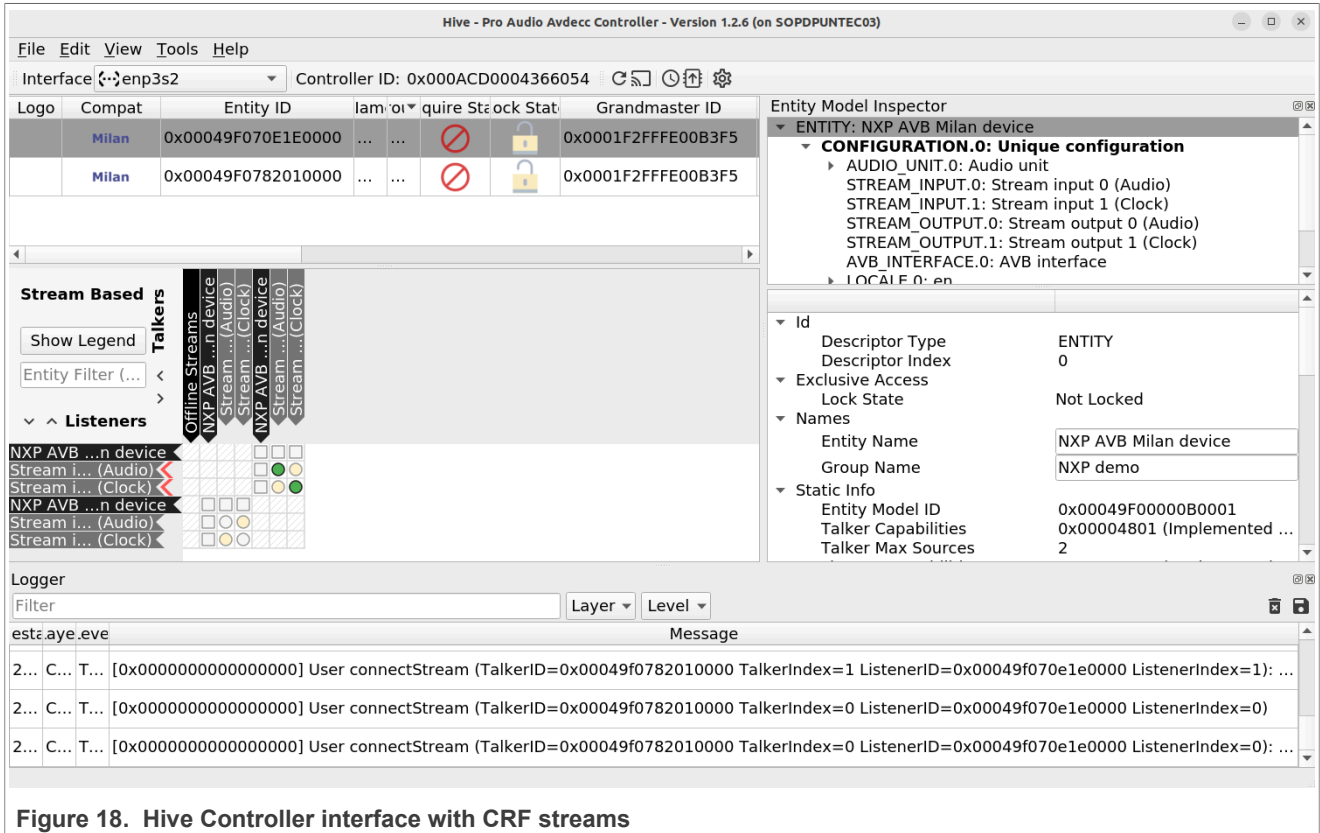 Hive - Pro Audio Avdecc Controller - Version 1.2.6 (on SOPDPUNTEC03)
File Edit View Tools Help
Interface enp3s2 Controller ID: 0x000ACD0004366054
Logo Compat Entity ID quire Sta ock Stat Grandmaster ID
Milan 0x00049F070E1E0000 ... ... 0x0001F2FFFE00B3F5
Milan 0x00049F0782010000 ... ... 0x0001F2FFFE00B3F5
Stream Based
Talkers
Show Legend
Entity Filter (...
Listeners
Offline Streams
NXP AVB ...n device
Stream ...(Audio)
Stream ...(Clock)
NXP AVB ...n device
Stream ...(Audio)
Stream ...(Clock)
NXP AVB ...n device
Stream i... (Audio)
Stream i... (Clock)
NXP AVB ...n device
Stream i... (Audio)
Stream i... (Clock)
Entity Model Inspector
ENTITY: NXP AVB Milan device
CONFIGURATION.0: Unique configuration
AUDIO_UNIT.0: Audio unit
STREAM_INPUT.0: Stream input 0 (Audio)
STREAM_INPUT.1: Stream input 1 (Clock)
STREAM_OUTPUT.0: Stream output 0 (Audio)
STREAM_OUTPUT.1: Stream output 1 (Clock)
AVB_INTERFACE.0: AVB interface
LOCALE.0: en
Id
Descriptor Type ENTITY
Descriptor Index 0
Exclusive Access
Lock State Not Locked
Names
Entity Name NXP AVB Milan device
Group Name NXP demo
Static Info
Entity Model ID 0x00049F00000B0001
Talker Capabilities 0x00004801 (Implemented ...
Talker Max Sources 2
Logger
Filter Layer Level
esta aye eve Message
2... C... T... [0x0000000000000000] User connectStream (TalkerID=0x00049f0782010000 TalkerIndex=1 ListenerID=0x00049f070e1e0000 ListenerIndex=1): ...
2... C... T... [0x0000000000000000] User connectStream (TalkerID=0x00049f0782010000 TalkerIndex=0 ListenerID=0x00049f070e1e0000 ListenerIndex=0)
2... C... T... [0x0000000000000000] User connectStream (TalkerID=0x00049f0782010000 TalkerIndex=0 ListenerID=0x00049f070e1e0000 ListenerIndex=0): ...
Figure 18. Hive Controller interface with CRF streams